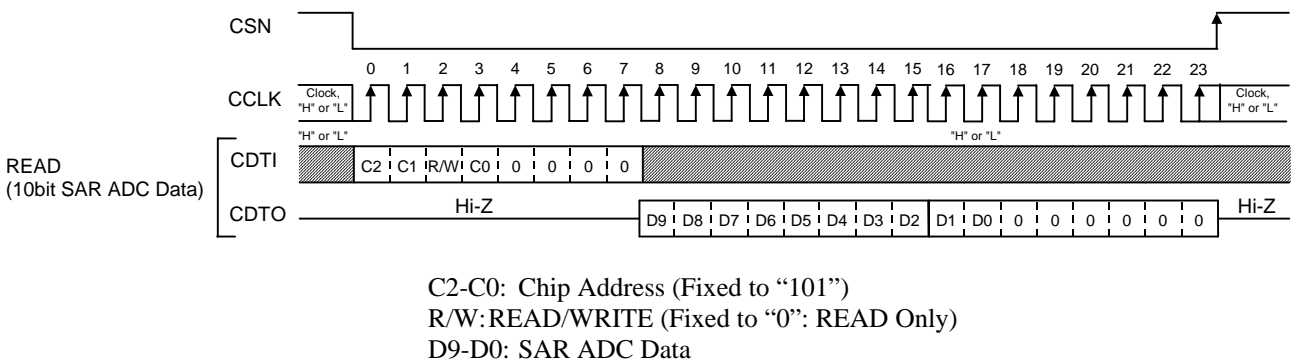 CSN
0 1 2 3 4 5 6 7 8 9 10 11 12 13 14 15 16 17 18 19 20 21 22 23
CCLK
Clock,
"H" or "L"
Clock,
"H" or "L"
"H" or "L"
"H" or "L"
READ
(10bit SAR ADC Data)
CDTI
C2 C1 R/W C0 0 0 0 0
CDTO
Hi-Z
D9 D8 D7 D6 D5 D4 D3 D2 D1 D0 0 0 0 0 0 0
Hi-Z
C2-C0: Chip Address (Fixed to “101”)
R/W:READ/WRITE (Fixed to “0”: READ Only)
D9-D0: SAR ADC Data